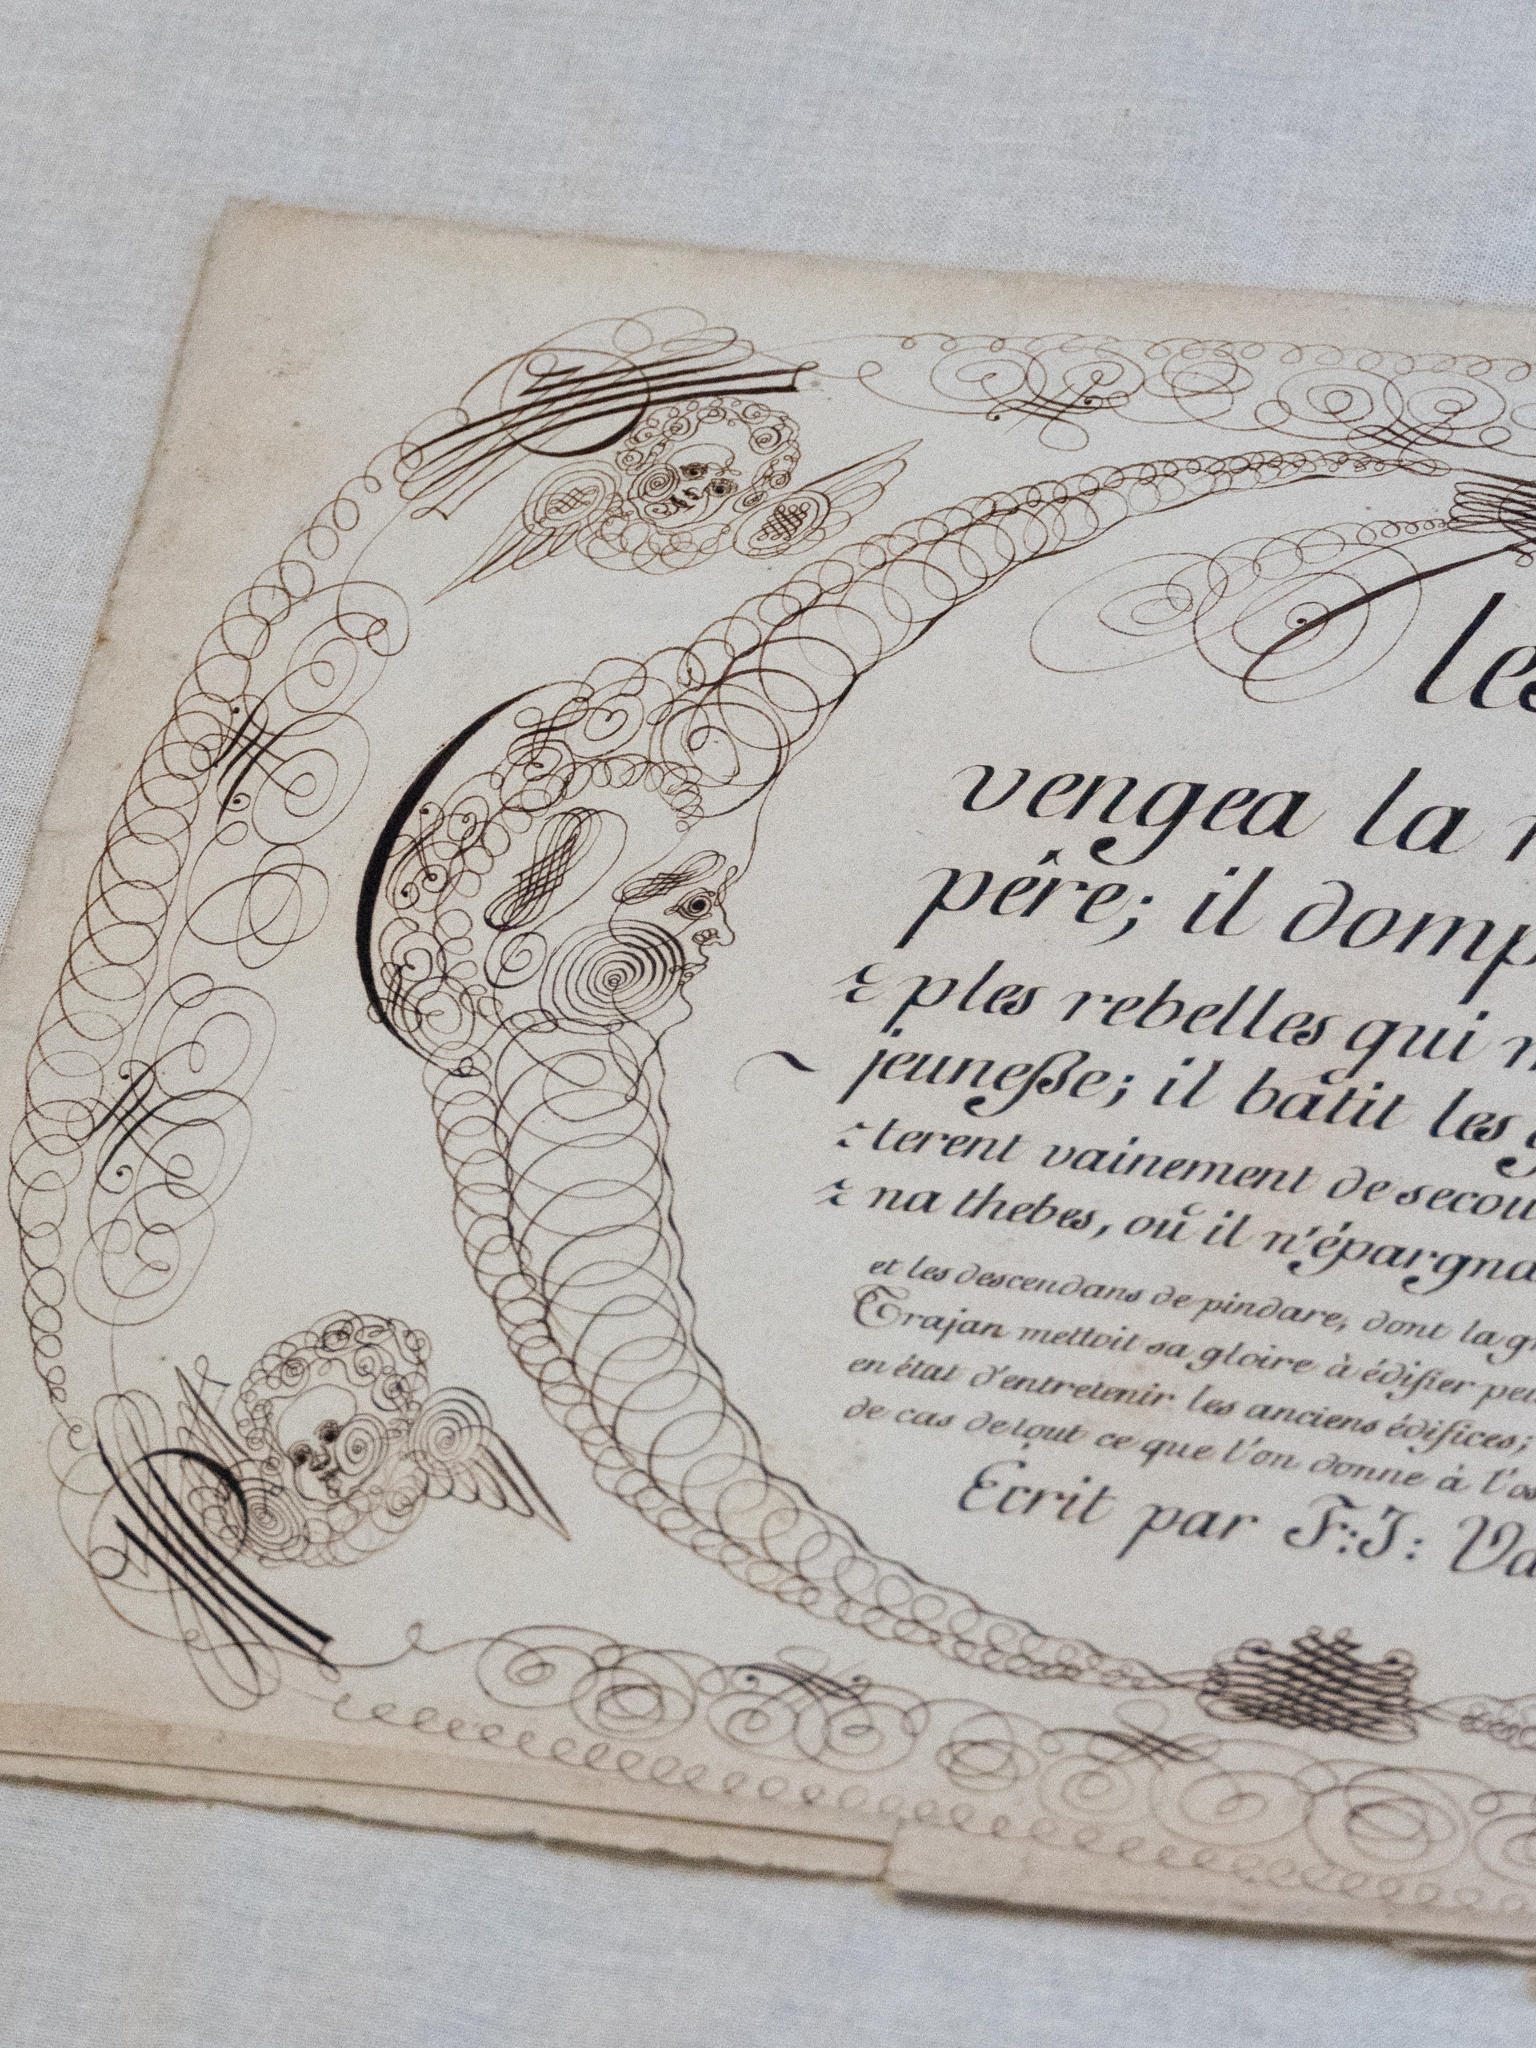 les
vengea la
pére; il domp
ples rebelles qui
jeuneße; il bâtit les
terent vainement de secou
na thebes, où il n'épargna
et les descendans de pindare, dont la
Trajan mettoit sa gloire à édifier
en état d'entretenir les anciens édifices;
de cas de tout ce que l'on donne à
Ecrit par F:J: Va